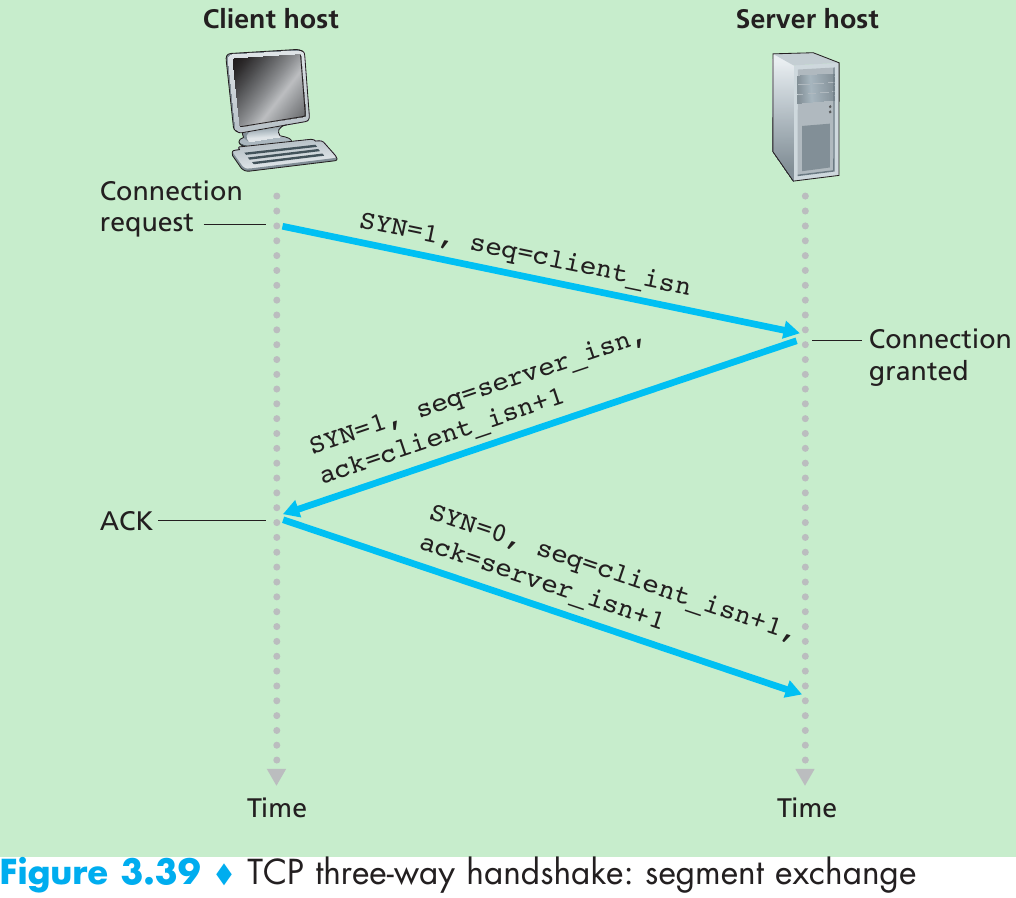 Client host
Server host
Connection
request
SYN=1, seq=client_isn
Connection
granted
SYN=1, seq=server_isn,
ack=client_isn+1
ACK
SYN=0, seq=client_isn+1,
ack=server_isn+1
Time
Time
Figure 3.39 ♦ TCP three-way handshake: segment exchange